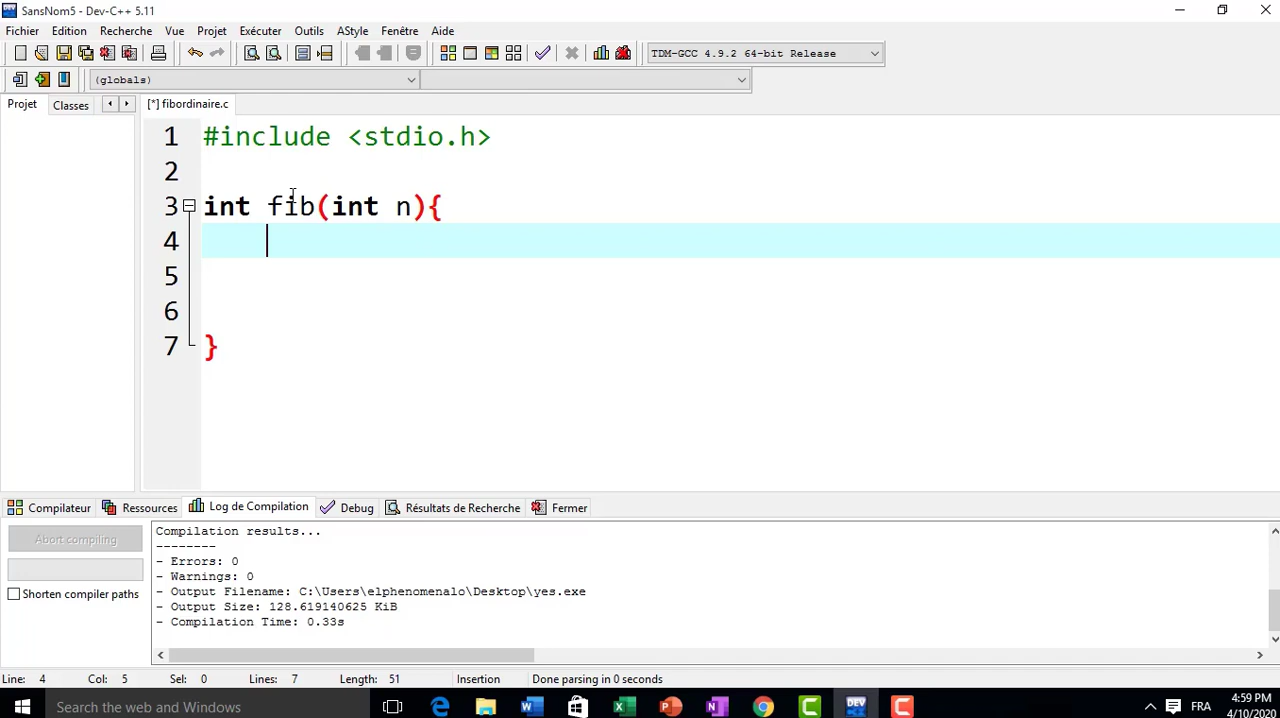 SansNom5 - Dev-C++ 5.11
Fichier Edition Recherche Vue Projet Exécuter Outils AStyle Fenêtre Aide
TDM-GCC 4.9.2 64-bit Release
(globals)
Projet Classes [*] fibordinaire.c
1 #include <stdio.h>
2
3 int fib(int n){
4
5
6
7 }
Compilateur Ressources Log de Compilation Debug Résultats de Recherche Fermer
Abort compiling
Shorten compiler paths
Compilation results...
--------
- Errors: 0
- Warnings: 0
- Output Filename: C:\Users\elphenomenalo\Desktop\yes.exe
- Output Size: 128.619140625 KiB
- Compilation Time: 0.33s
Line: 4 Col: 5 Sel: 0 Lines: 7 Length: 51 Insertion Done parsing in 0 seconds
Search the web and Windows
DEV
FRA
4:59 PM
4/10/2020